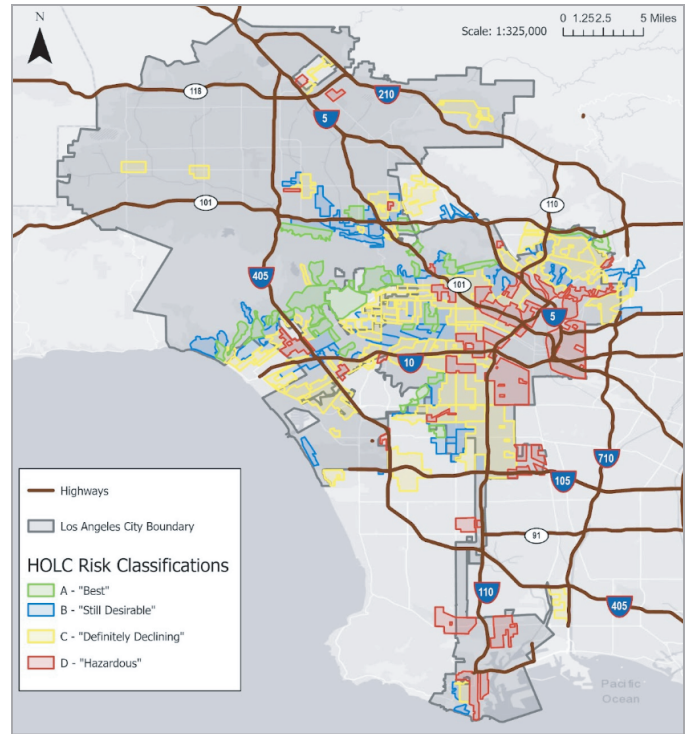 N
Scale: 1:325,000
0 1.252.5 5 Miles
118
210
5
101
110
405
101
5
10
710
105
91
110
405
Highways
Los Angeles City Boundary
HOLC Risk Classifications
A - "Best"
B - "Still Desirable"
C - "Definitely Declining"
D - "Hazardous"
Pacific
Ocean